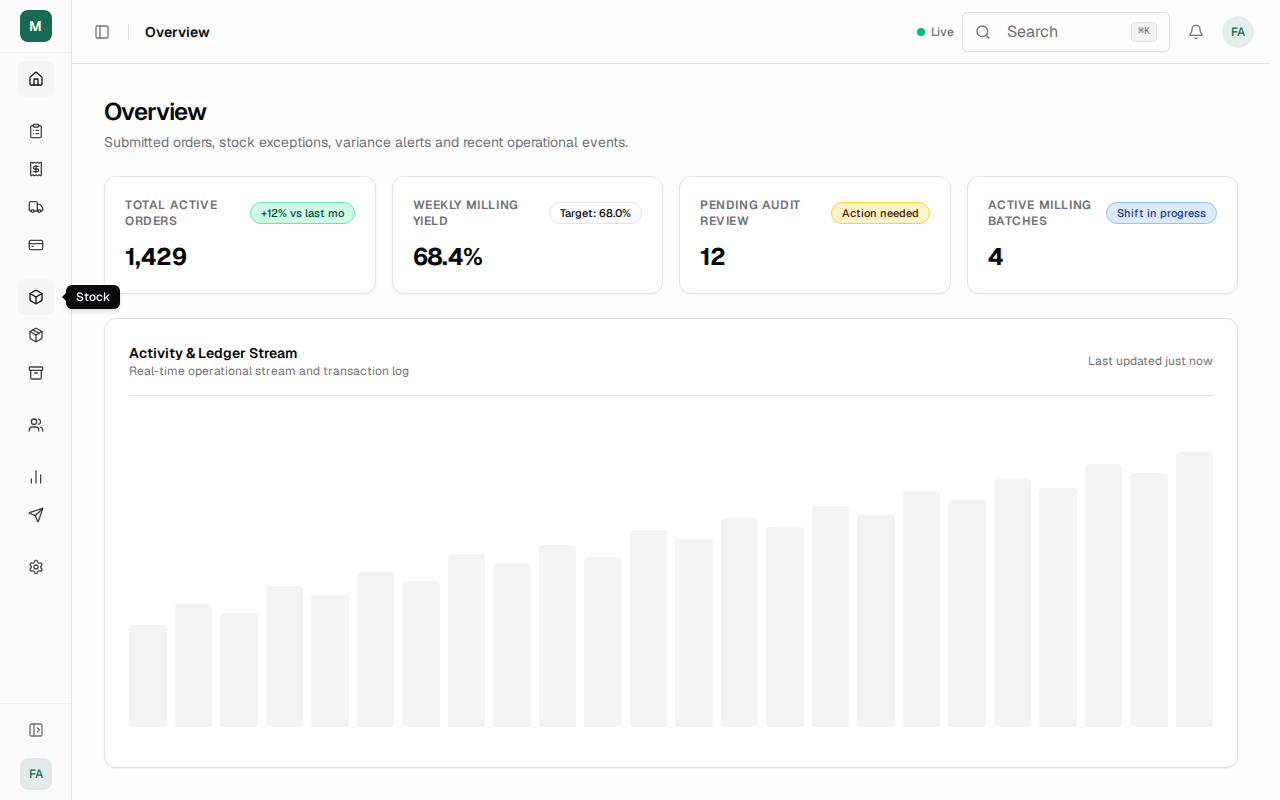 M
Overview
Live
Search
⌘K
FA
Overview
Submitted orders, stock exceptions, variance alerts and recent operational events.
TOTAL ACTIVE ORDERS
+12% vs last mo
1,429
WEEKLY MILLING YIELD
Target: 68.0%
68.4%
PENDING AUDIT REVIEW
Action needed
12
ACTIVE MILLING BATCHES
Shift in progress
4
Stock
Activity & Ledger Stream
Real-time operational stream and transaction log
Last updated just now
FA